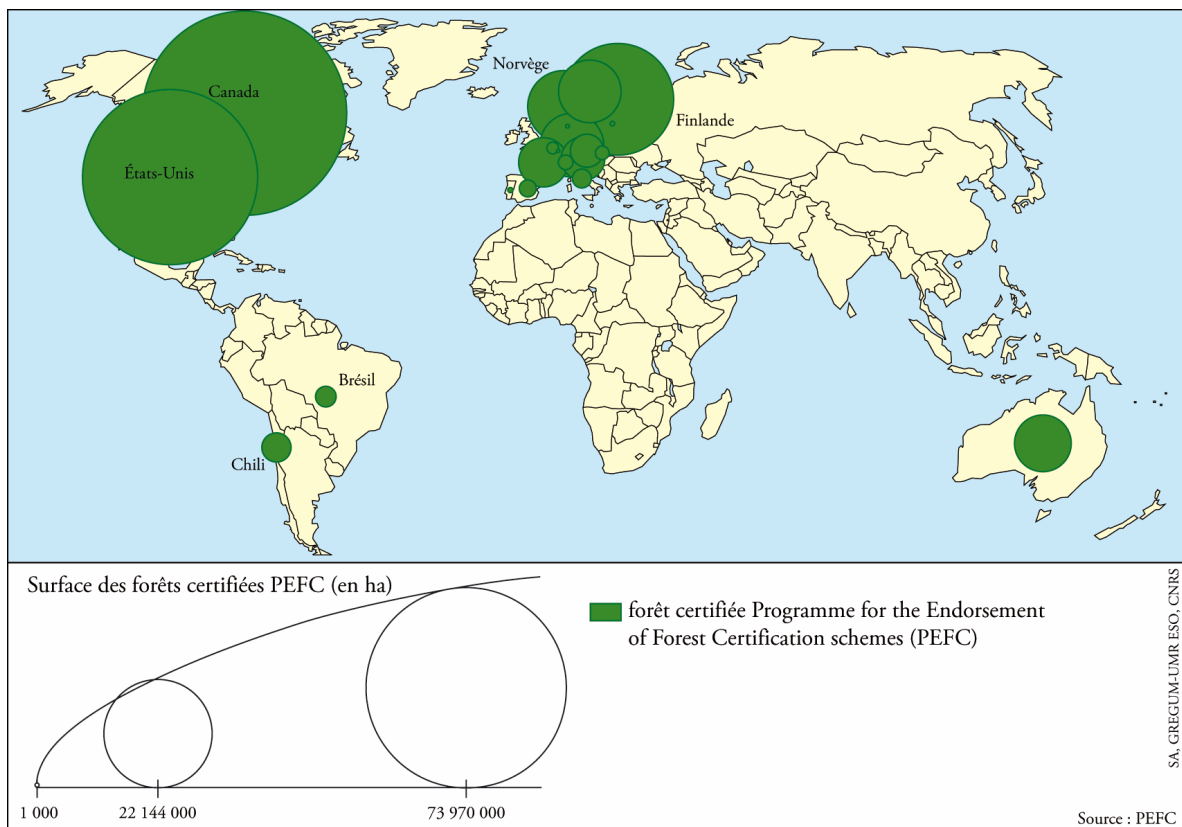 Norvège
Canada
Finlande
États-Unis
Brésil
Chili
Surface des forêts certifiées PEFC (en ha)
forêt certifiée Programme for the Endorsement
of Forest Certification schemes (PEFC)
1 000
22 144 000
73 970 000
SA, GREGUM-UMR ESO, CNRS
Source : PEFC